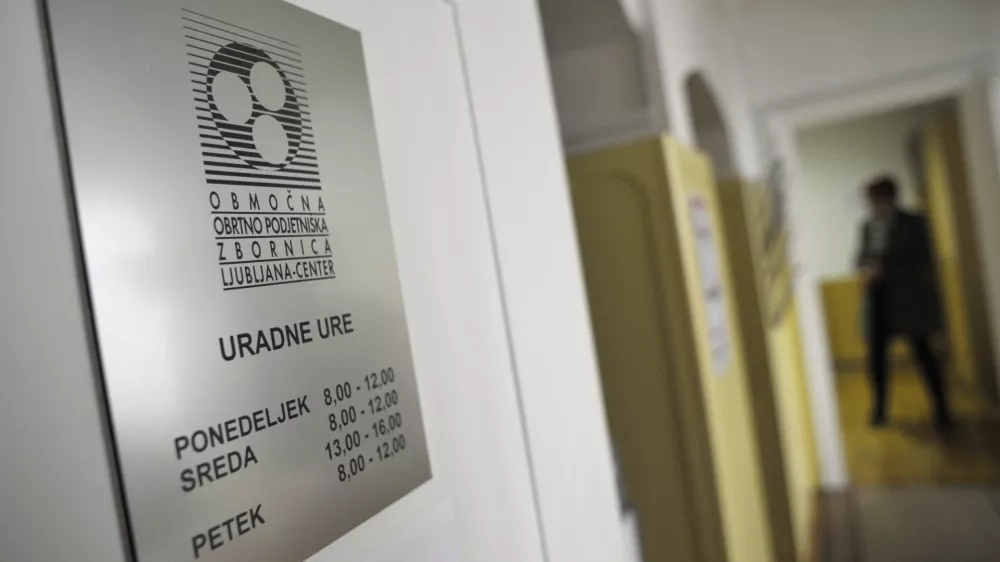 OBMOČNA
OBRTNO PODJETNIŠKA
ZBORNICA
LJUBLJANA-CENTER
URADNE URE
PONEDELJEK 8,00 - 12,00
SREDA 8,00 - 12,00
13,00 - 16,00
PETEK 8,00 - 12,00